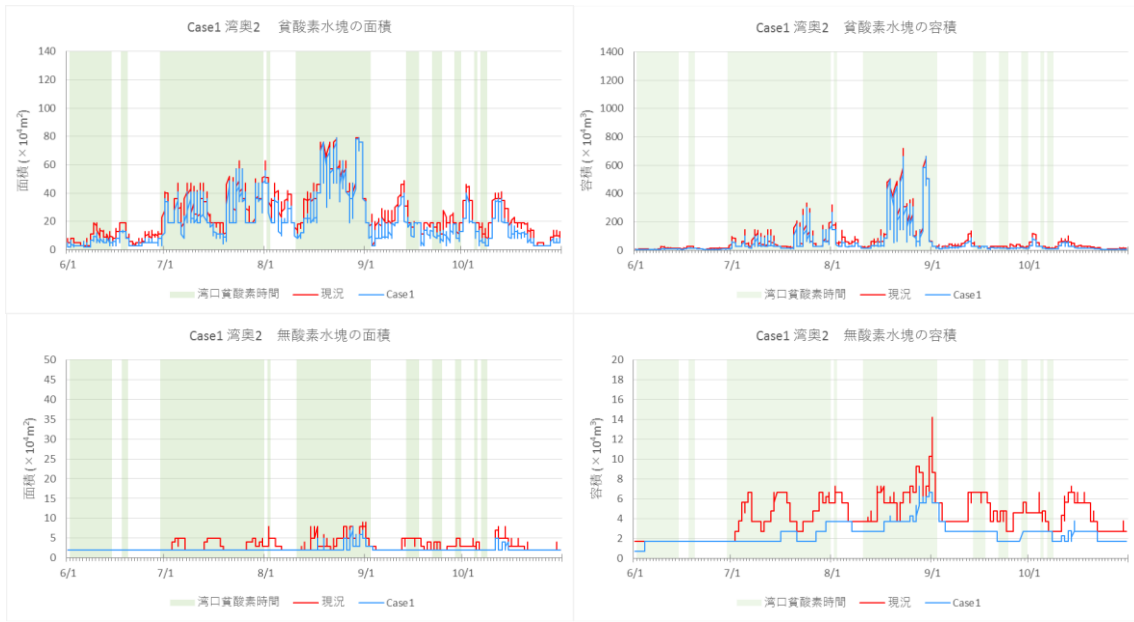 Case1 湾奥2　貧酸素水塊の面積
面積 (×10⁴m²)
140
120
100
80
60
40
20
0
6/1 7/1 8/1 9/1 10/1
湾口貧酸素時間 現況 Case1
Case1 湾奥2　貧酸素水塊の容積
容積 (×10⁴m³)
1400
1200
1000
800
600
400
200
0
6/1 7/1 8/1 9/1 10/1
湾口貧酸素時間 現況 Case1
Case1 湾奥2　無酸素水塊の面積
面積 (×10⁴m²)
50
45
40
35
30
25
20
15
10
5
0
6/1 7/1 8/1 9/1 10/1
湾口貧酸素時間 現況 Case1
Case1 湾奥2　無酸素水塊の容積
容積 (×10⁴m³)
20
18
16
14
12
10
8
6
4
2
0
6/1 7/1 8/1 9/1 10/1
湾口貧酸素時間 現況 Case1